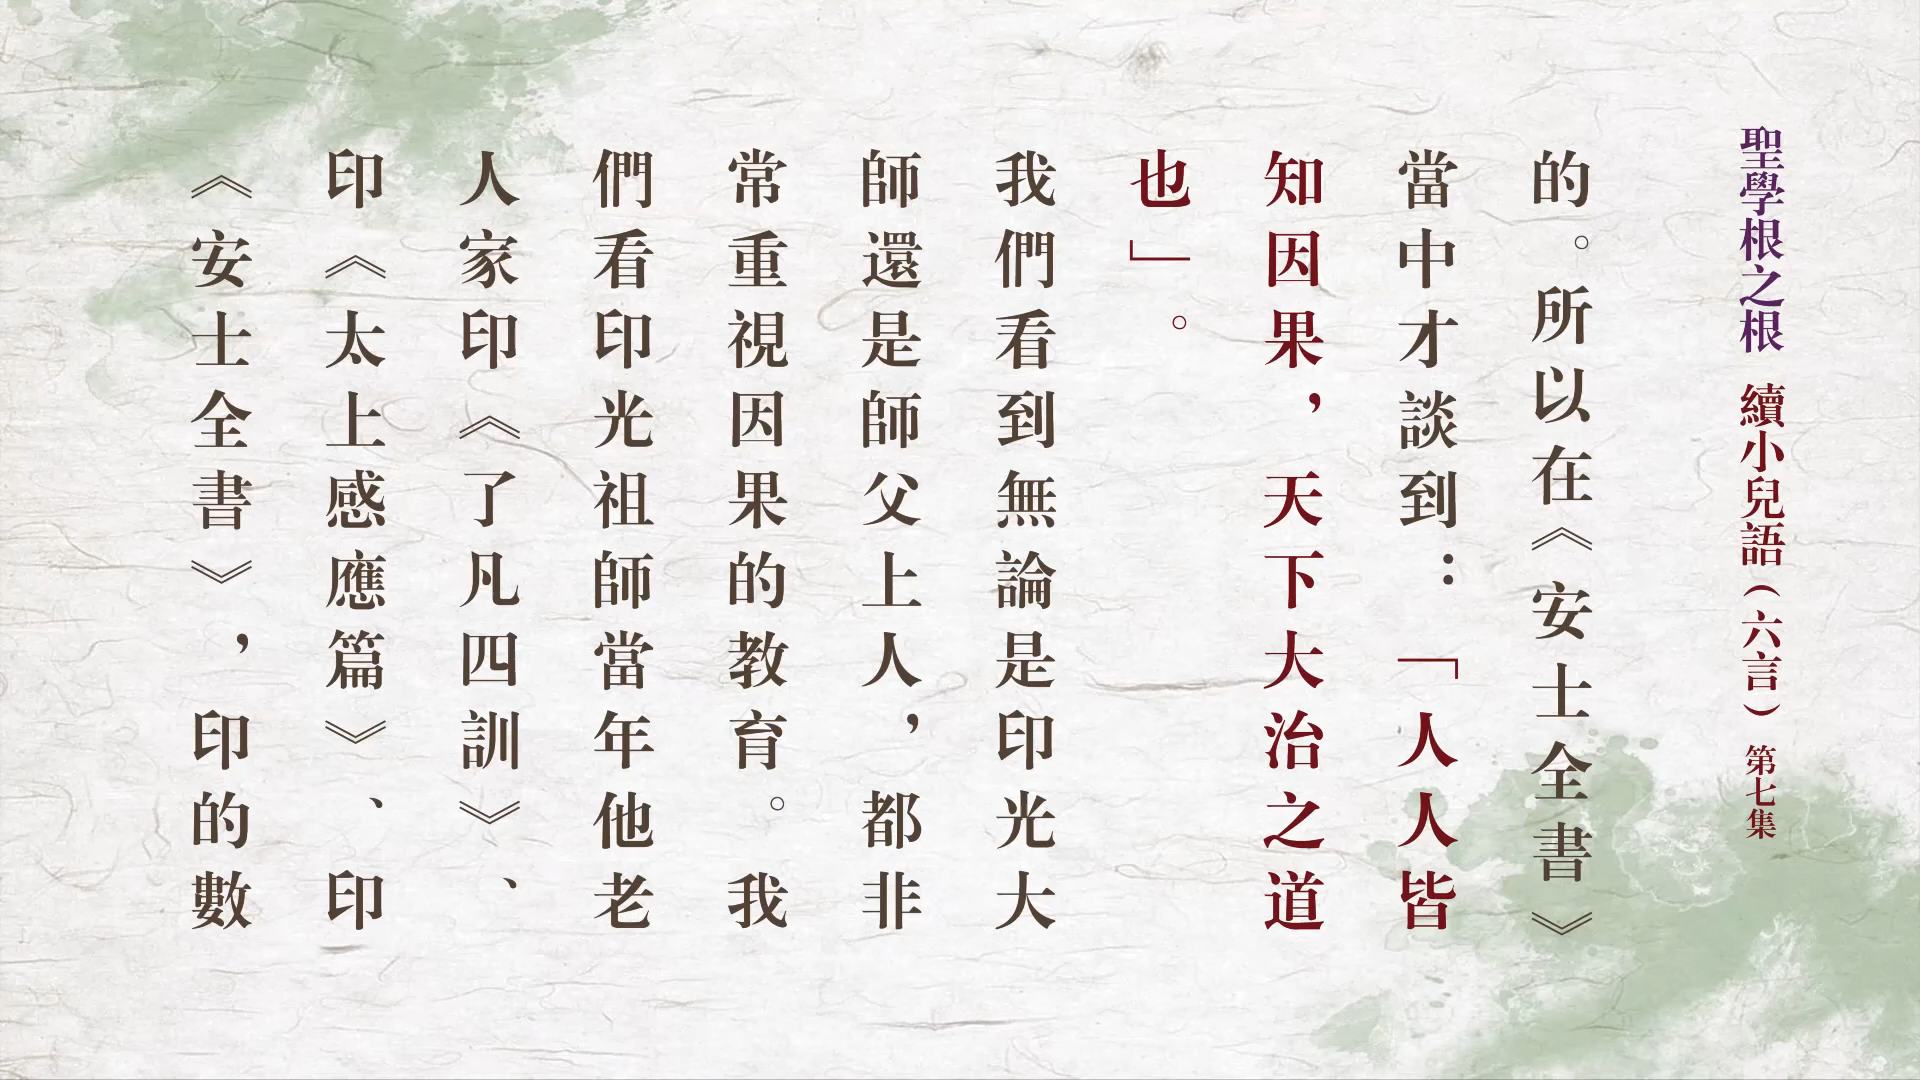 聖學根之根 續小兒語（六言） 第七集
的。所以在《安士全書》
當中才談到：「人人皆
知因果，天下大治之道
也」。
我們看到無論是印光大
師還是師父上人，都非
常重視因果的教育。我
們看印光祖師當年他老
人家印《了凡四訓》、
印《太上感應篇》、印
《安士全書》，印的數